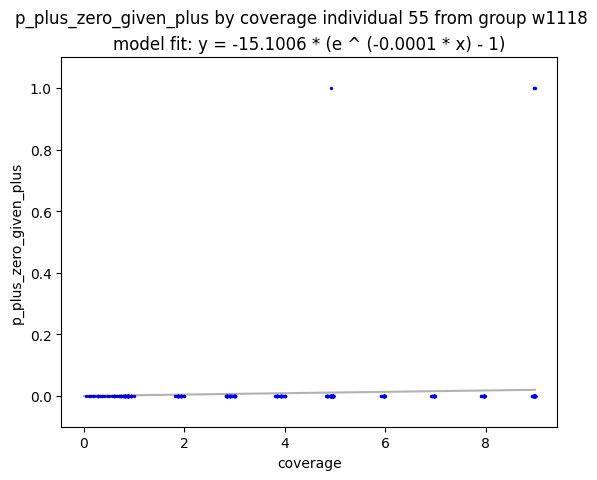 p_plus_zero_given_plus by coverage individual 55 from group w1118
model fit: y = -15.1006 * (e ^ (-0.0001 * x) - 1)
1.0
0.8
0.6
0.4
0.2
0.0
p_plus_zero_given_plus
0 2 4 6 8
coverage